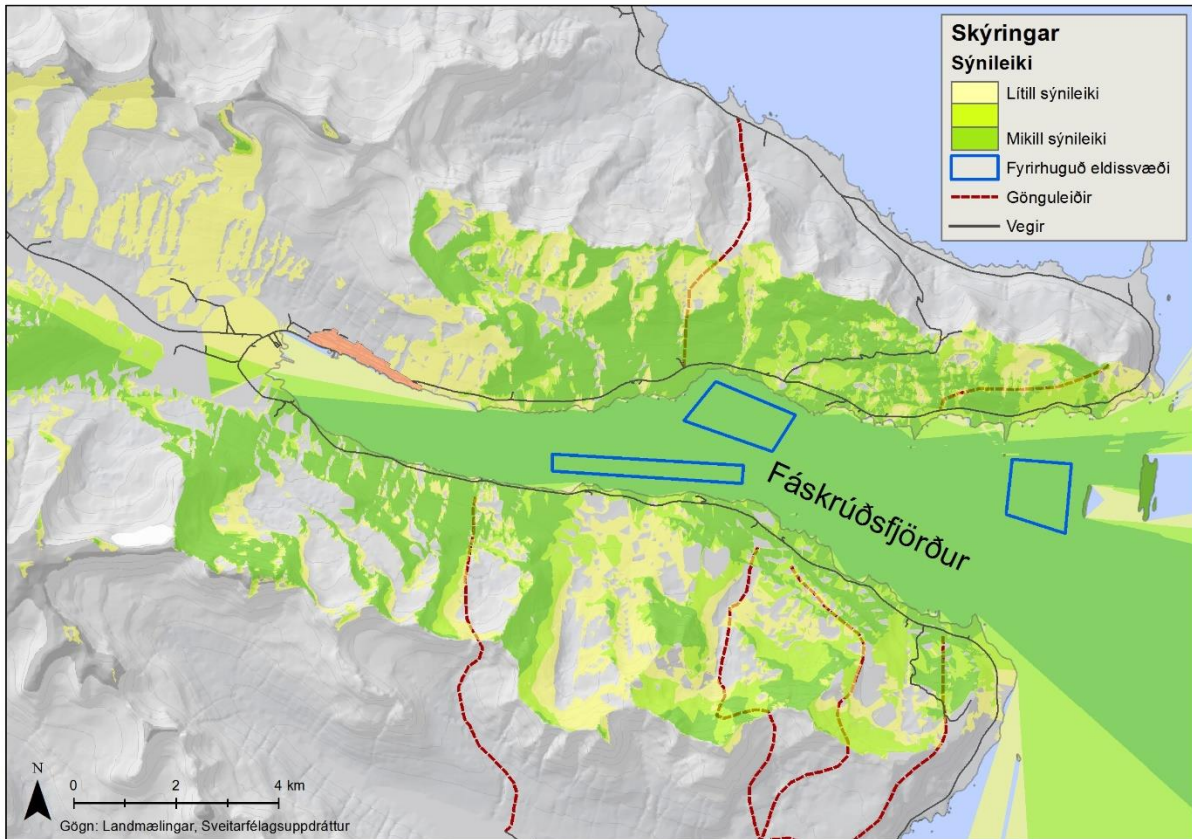 Skýringar
Sýnileiki
Lítill sýnileiki
Mikill sýnileiki
Fyrirhuguð eldissvæði
Gönguleiðir
Vegir
Fáskrúðsfjörður
N
0 2 4 km
Gögn: Landmælingar, Sveitarfélagsuppdráttur